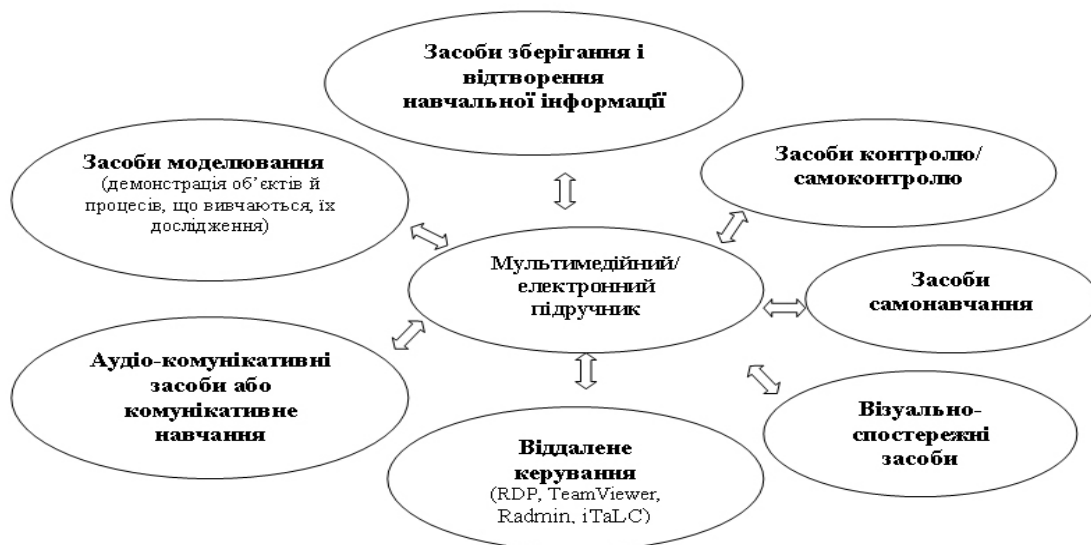 Засоби зберігання і
відтворення
навчальної інформації
Засоби моделювання
(демонстрація об’єктів й
процесів, що вивчаються, їх
дослідження)
Засоби контролю/
самоконтролю
Мультимедійний/
електронний
підручник
Засоби
самонавчання
Аудіо-комунікативні
засоби або
комунікативне
навчання
Віддалене
керування
(RDP, TeamViewer,
Radmin, iTaLC)
Візуально-
спостережні
засоби